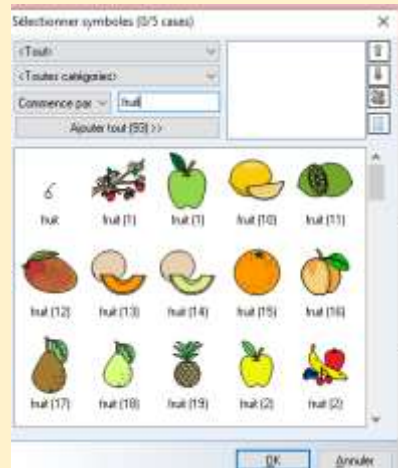 Sélectionner symboles (0/5 cases)
<Tout>
<Toutes catégories>
Commence par fruit
Ajouter tout (93) >>
fruit fruit (1) fruit (1) fruit (10) fruit (11)
fruit (12) fruit (13) fruit (14) fruit (15) fruit (16)
fruit (17) fruit (18) fruit (19) fruit (2) fruit (2)
OK Annuler